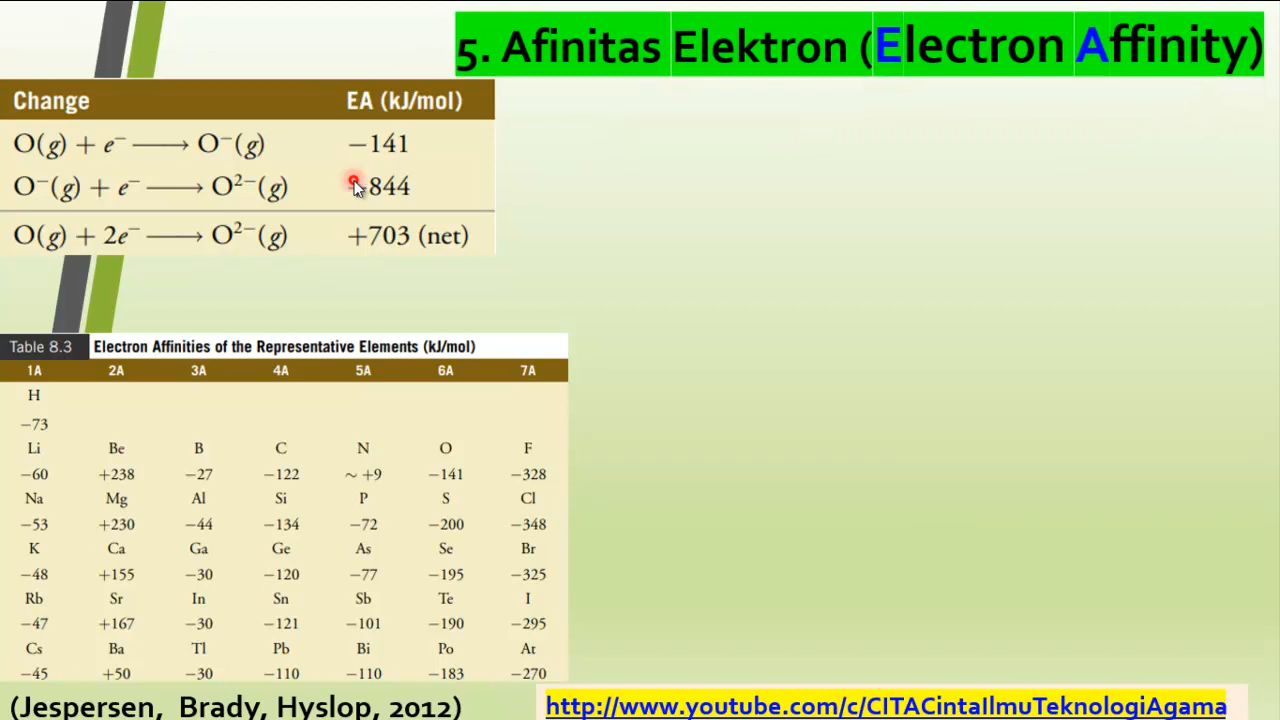 5. Afinitas Elektron (Electron Affinity)
Change EA (kJ/mol)
O(g) + e⁻ ⟶ O⁻(g) −141
O⁻(g) + e⁻ ⟶ O²⁻(g) 844
O(g) + 2e⁻ ⟶ O²⁻(g) +703 (net)
Table 8.3 Electron Affinities of the Representative Elements (kJ/mol)
1A 2A 3A 4A 5A 6A 7A
H
−73
Li Be B C N O F
−60 +238 −27 −122 ~ +9 −141 −328
Na Mg Al Si P S Cl
−53 +230 −44 −134 −72 −200 −348
K Ca Ga Ge As Se Br
−48 +155 −30 −120 −77 −195 −325
Rb Sr In Sn Sb Te I
−47 +167 −30 −121 −101 −190 −295
Cs Ba Tl Pb Bi Po At
−45 +50 −30 −110 −110 −183 −270
(Jespersen, Brady, Hyslop, 2012)
http://www.youtube.com/c/CITACintaIlmuTeknologiAgama